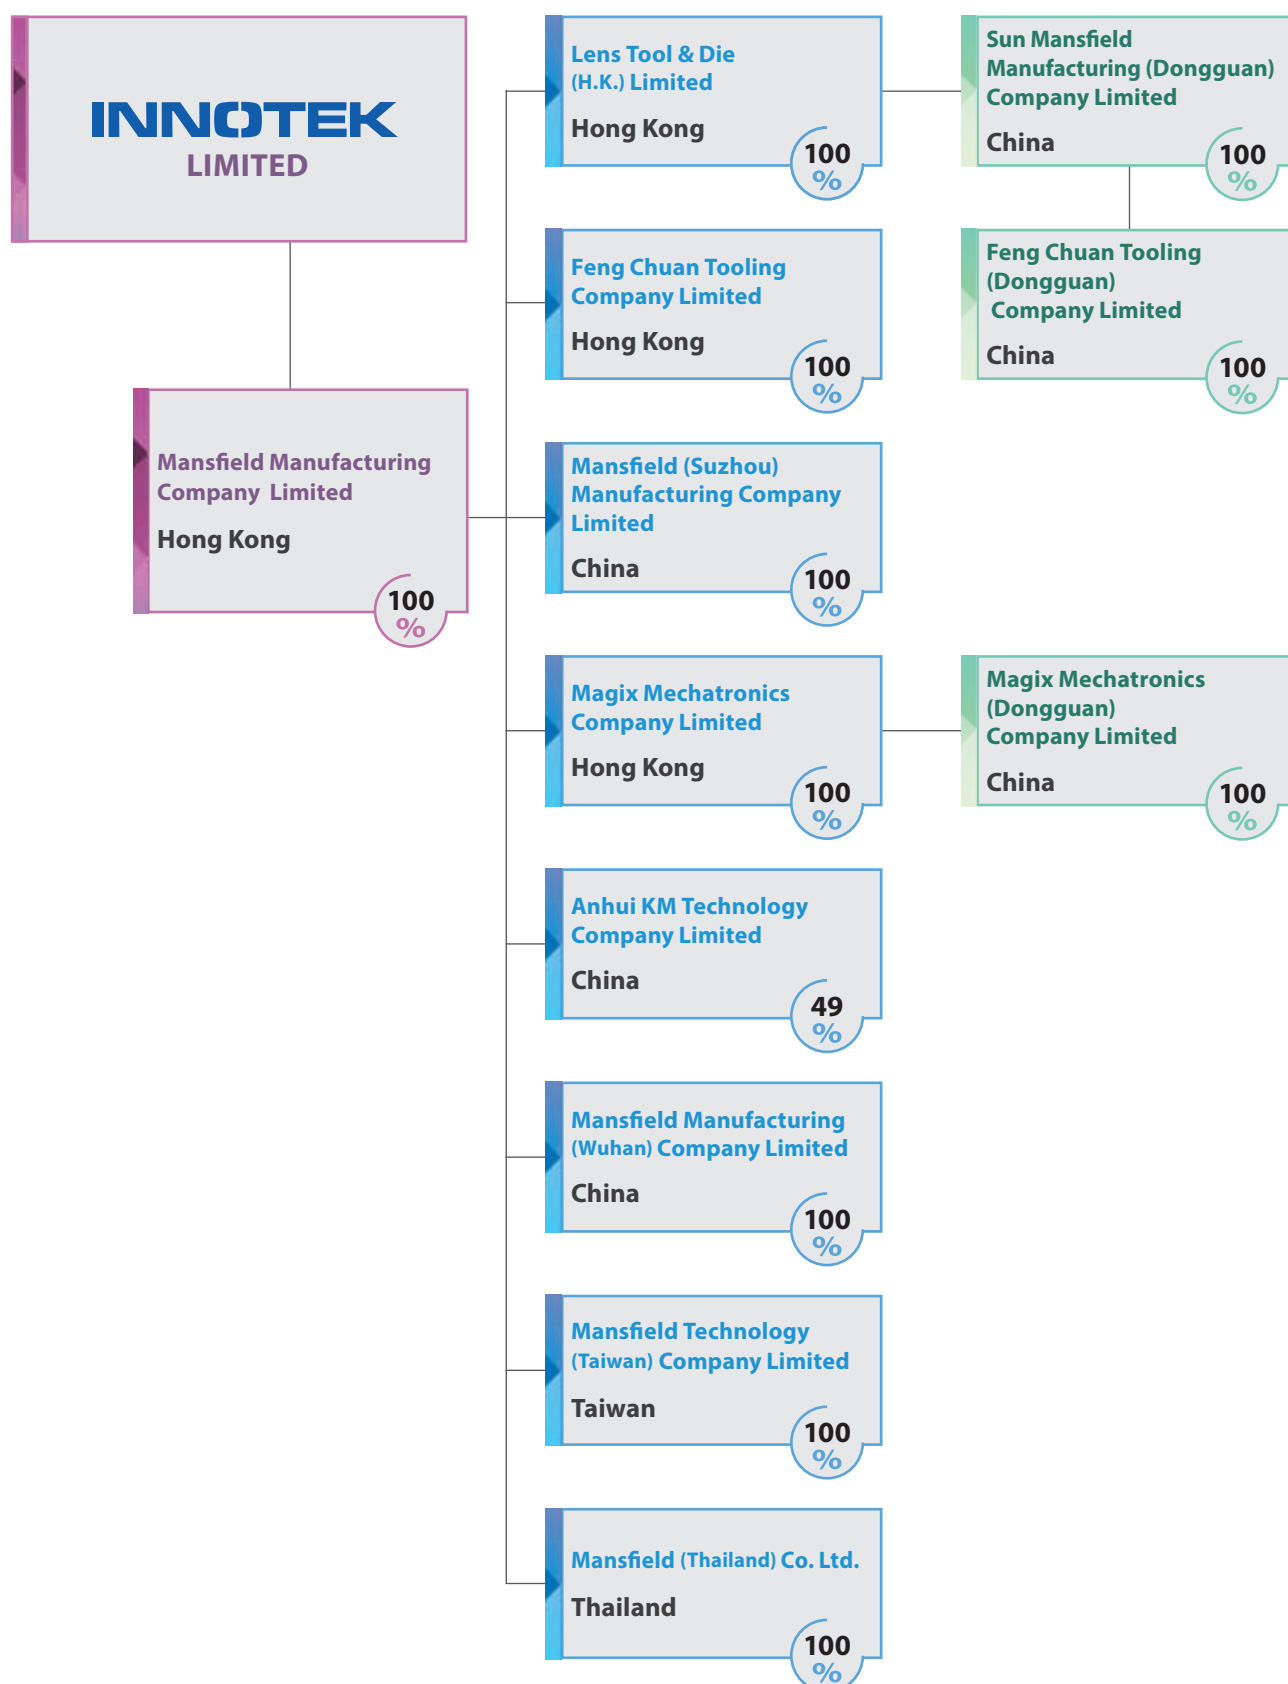 INNOTEK
LIMITED
Mansfield Manufacturing
Company Limited
Hong Kong
100
%
Lens Tool & Die
(H.K.) Limited
Hong Kong
100
%
Sun Mansfield
Manufacturing (Dongguan)
Company Limited
China
100
%
Feng Chuan Tooling
Company Limited
Hong Kong
100
%
Feng Chuan Tooling
(Dongguan)
Company Limited
China
100
%
Mansfield (Suzhou)
Manufacturing Company
Limited
China
100
%
Magix Mechatronics
Company Limited
Hong Kong
100
%
Magix Mechatronics
(Dongguan)
Company Limited
China
100
%
Anhui KM Technology
Company Limited
China
49
%
Mansfield Manufacturing
(Wuhan) Company Limited
China
100
%
Mansfield Technology
(Taiwan) Company Limited
Taiwan
100
%
Mansfield (Thailand) Co. Ltd.
Thailand
100
%